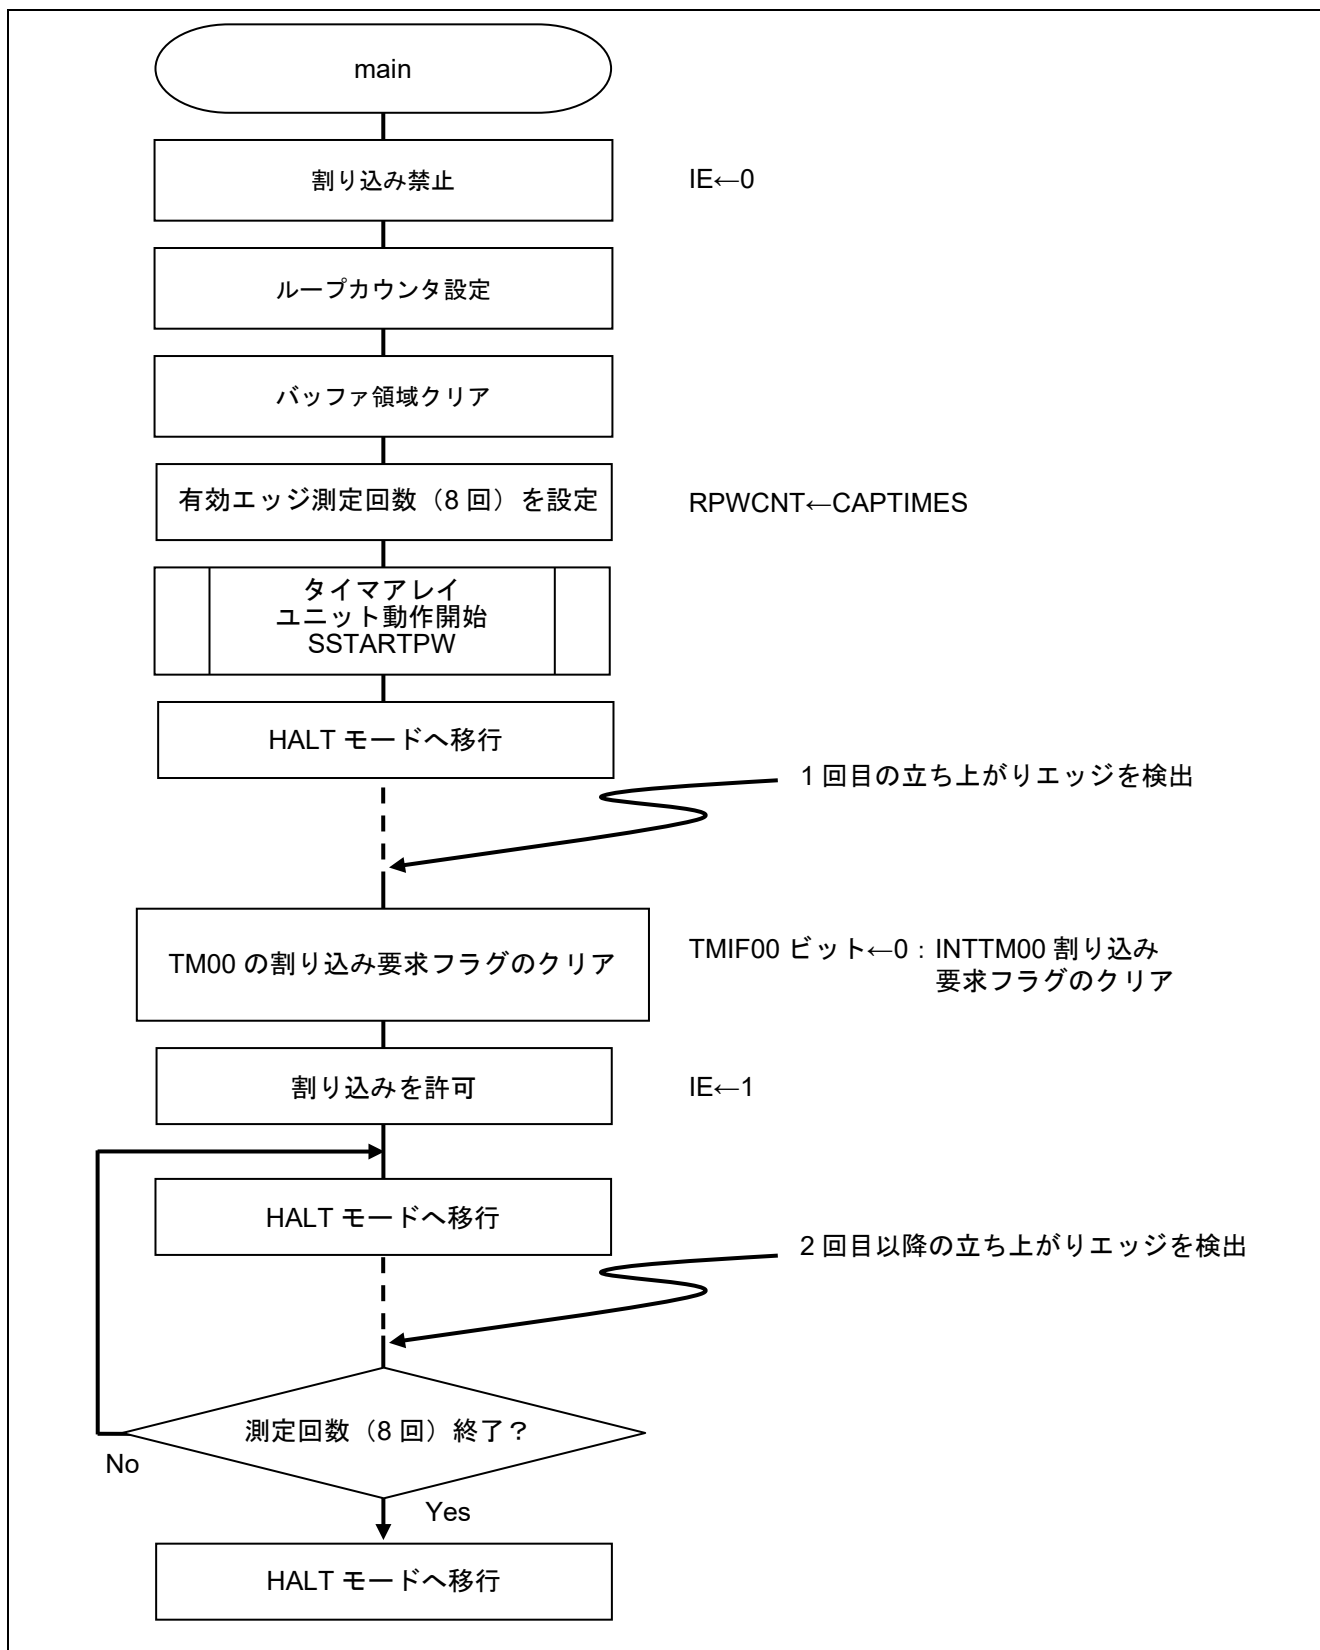 main
割り込み禁止
IE←0
ループカウンタ設定
バッファ領域クリア
有効エッジ測定回数（8 回）を設定
RPWCNT←CAPTIMES
タイマアレイ
ユニット動作開始
SSTARTPW
HALT モードへ移行
1 回目の立ち上がりエッジを検出
TM00 の割り込み要求フラグのクリア
TMIF00 ビット←0：INTTM00 割り込み
要求フラグのクリア
割り込みを許可
IE←1
HALT モードへ移行
2 回目以降の立ち上がりエッジを検出
測定回数（8 回）終了？
No
Yes
HALT モードへ移行